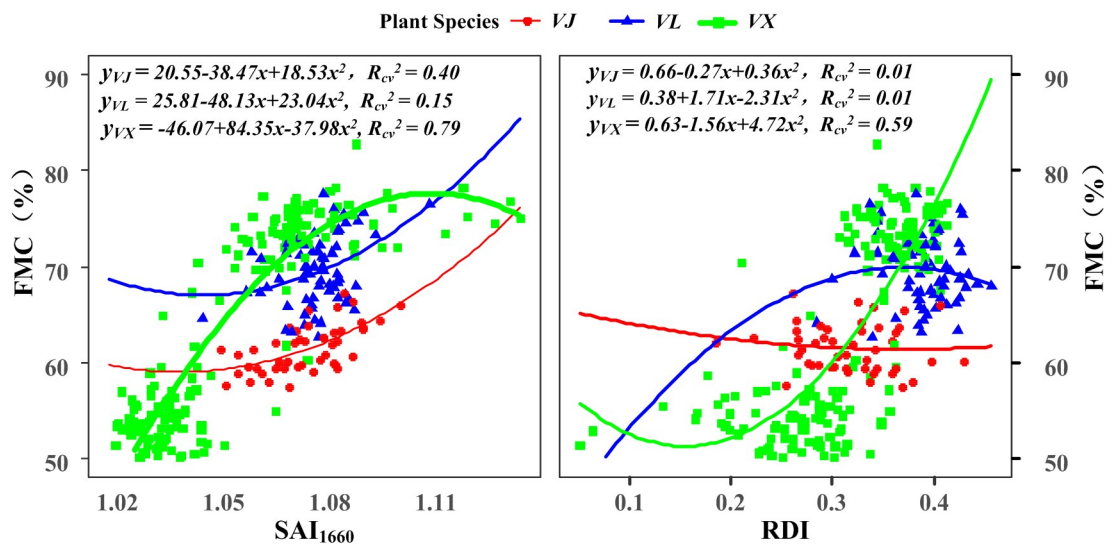 Plant Species VJ VL VX
y_VJ = 20.55-38.47x+18.53x², R_cv² = 0.40
y_VL = 25.81-48.13x+23.04x², R_cv² = 0.15
y_VX = -46.07+84.35x-37.98x², R_cv² = 0.79
y_VJ = 0.66-0.27x+0.36x², R_cv² = 0.01
y_VL = 0.38+1.71x-2.31x², R_cv² = 0.01
y_VX = 0.63-1.56x+4.72x², R_cv² = 0.59
FMC（%）
90
80
70
60
50
1.02 1.05 1.08 1.11
SAI₁₆₆₀
0.1 0.2 0.3 0.4
RDI
90
80
70
60
50
FMC（%）